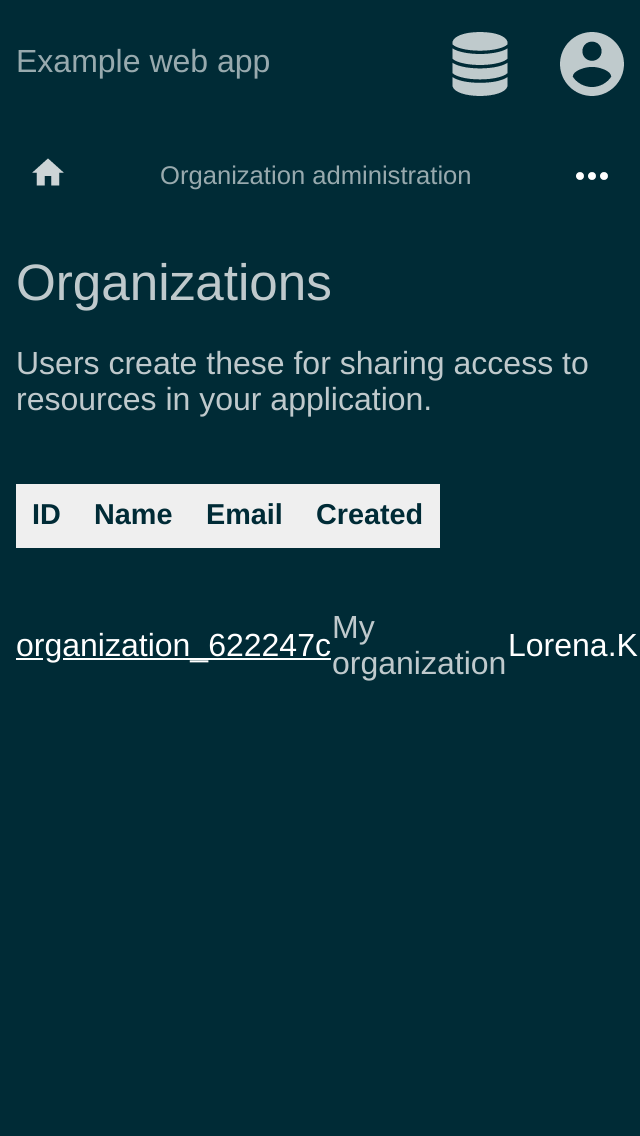 Example web app
Organization administration
Organizations
Users create these for sharing access to
resources in your application.
ID Name Email Created
organization_622247c My organization Lorena.K